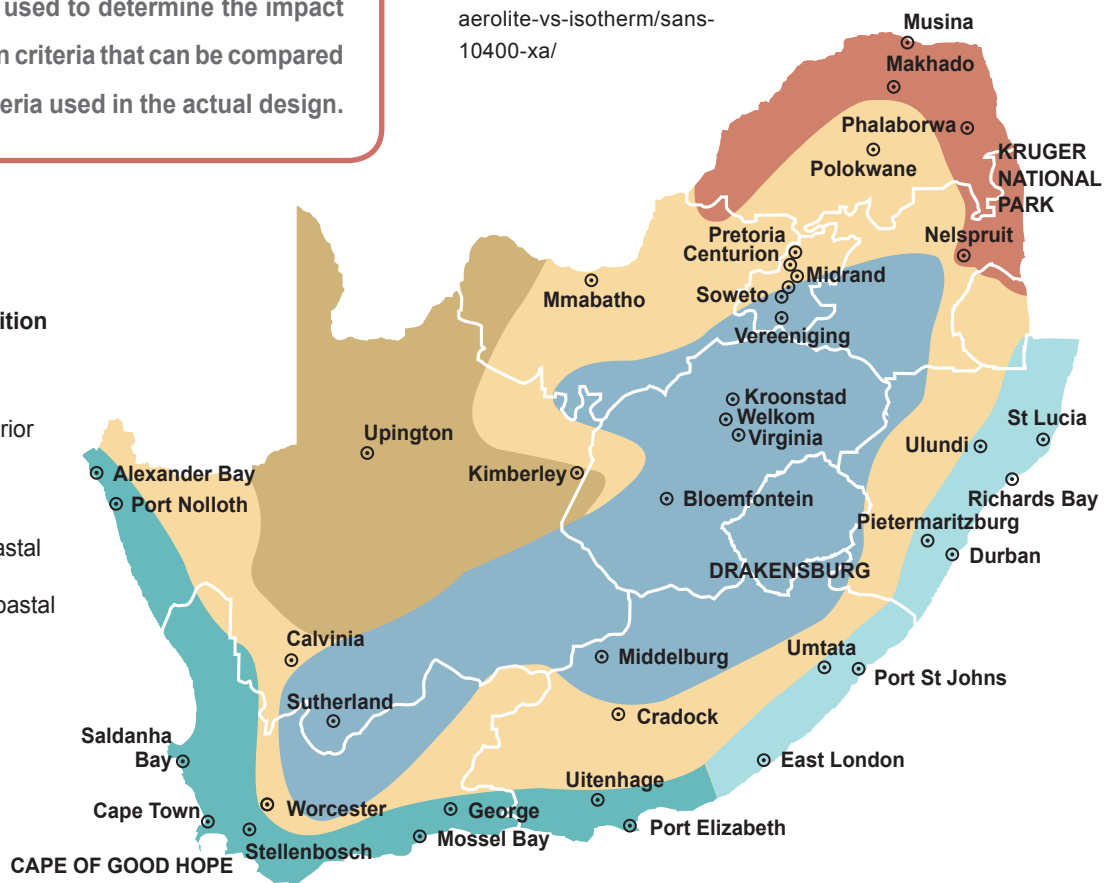 used to determine the impact
n criteria that can be compared
eria used in the actual design.
aerolite-vs-isotherm/sans-
10400-xa/
ition
rior
astal
oastal
Musina
Makhado
Phalaborwa
Polokwane
KRUGER
NATIONAL
PARK
Nelspruit
Pretoria
Centurion
Midrand
Mmabatho
Soweto
Vereeniging
Kroonstad
Welkom
Virginia
St Lucia
Upington
Ulundi
Kimberley
Alexander Bay
Bloemfontein
Richards Bay
Port Nolloth
Pietermaritzburg
Durban
DRAKENSBURG
Calvinia
Middelburg
Umtata
Port St Johns
Sutherland
Cradock
Saldanha
Bay
East London
Uitenhage
Cape Town
Worcester
George
Port Elizabeth
Mossel Bay
Stellenbosch
CAPE OF GOOD HOPE